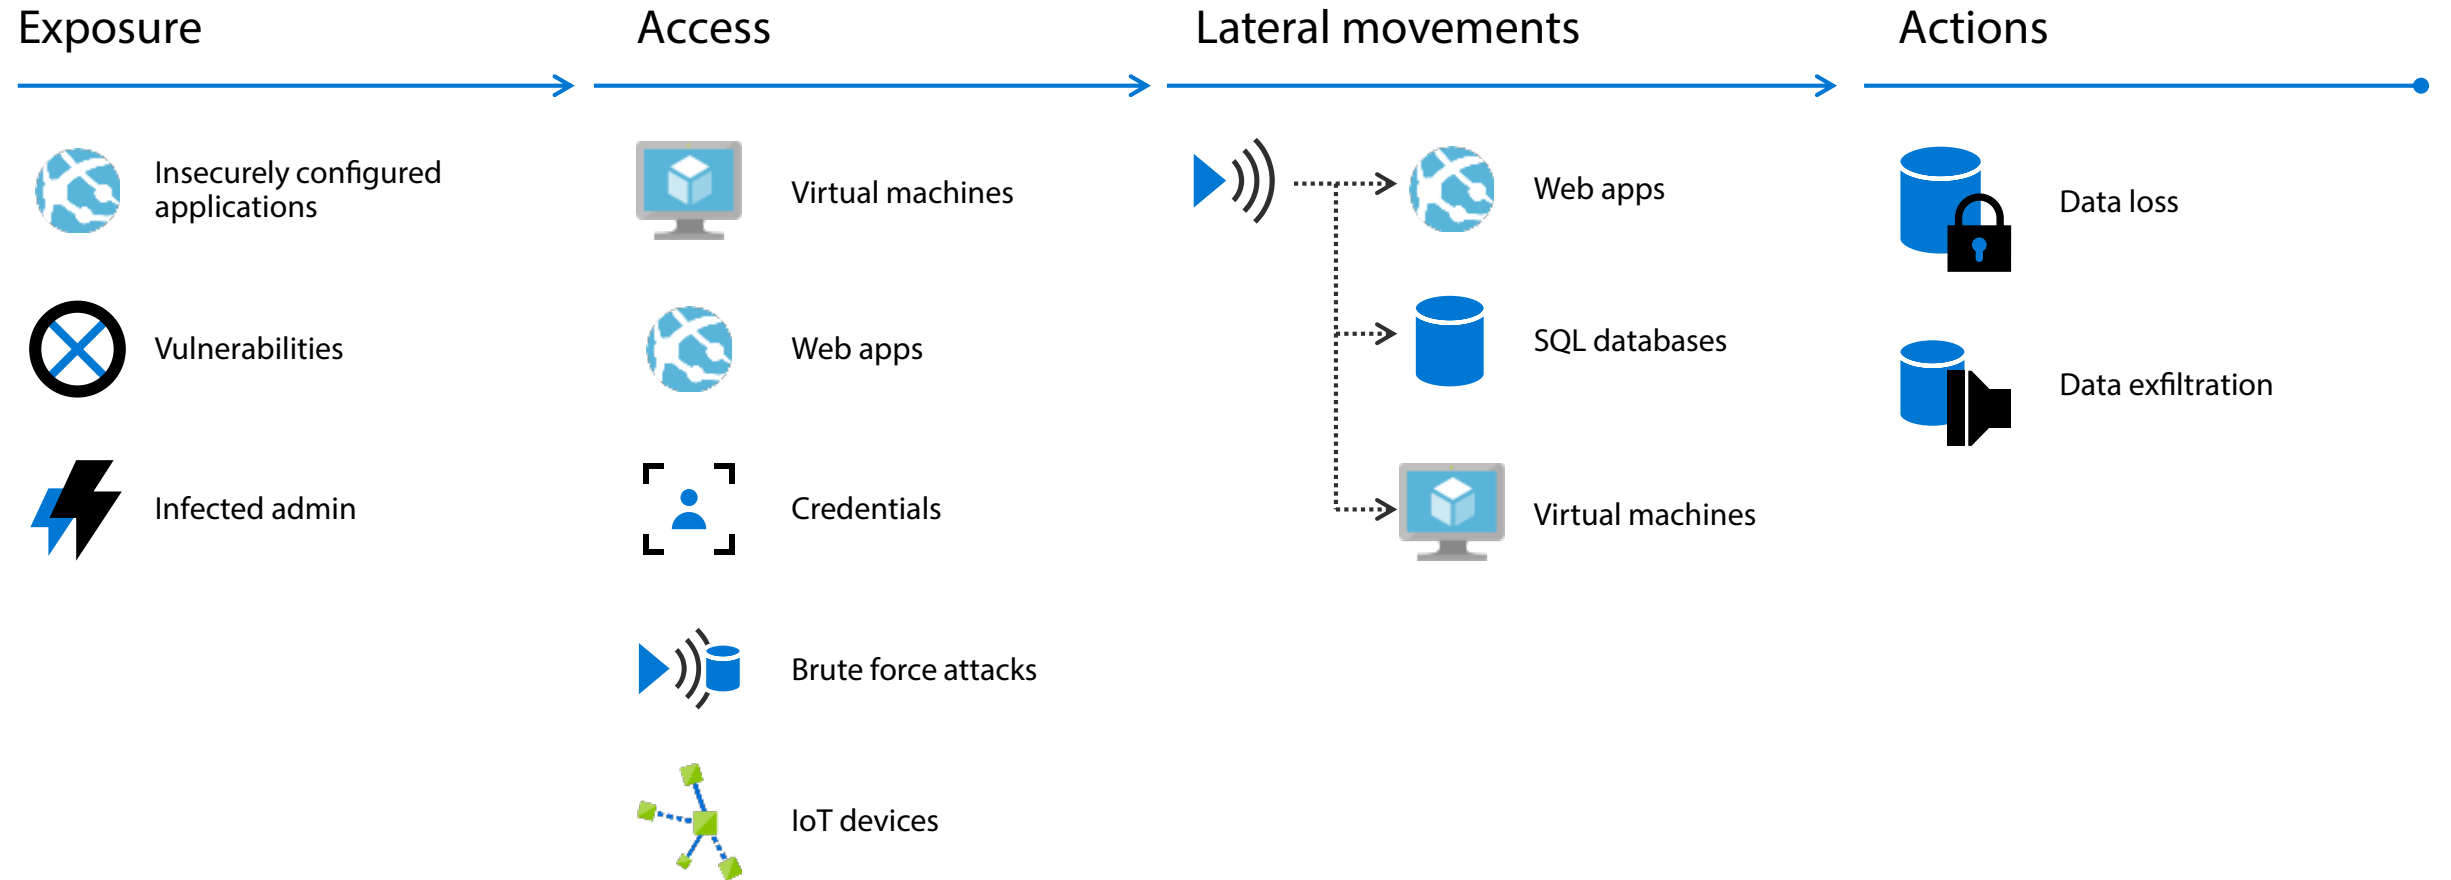 Exposure
Insecurely configured
applications
Vulnerabilities
Infected admin
Access
Virtual machines
Web apps
Credentials
Brute force attacks
IoT devices
Lateral movements
Web apps
SQL databases
Virtual machines
Actions
Data loss
Data exfiltration